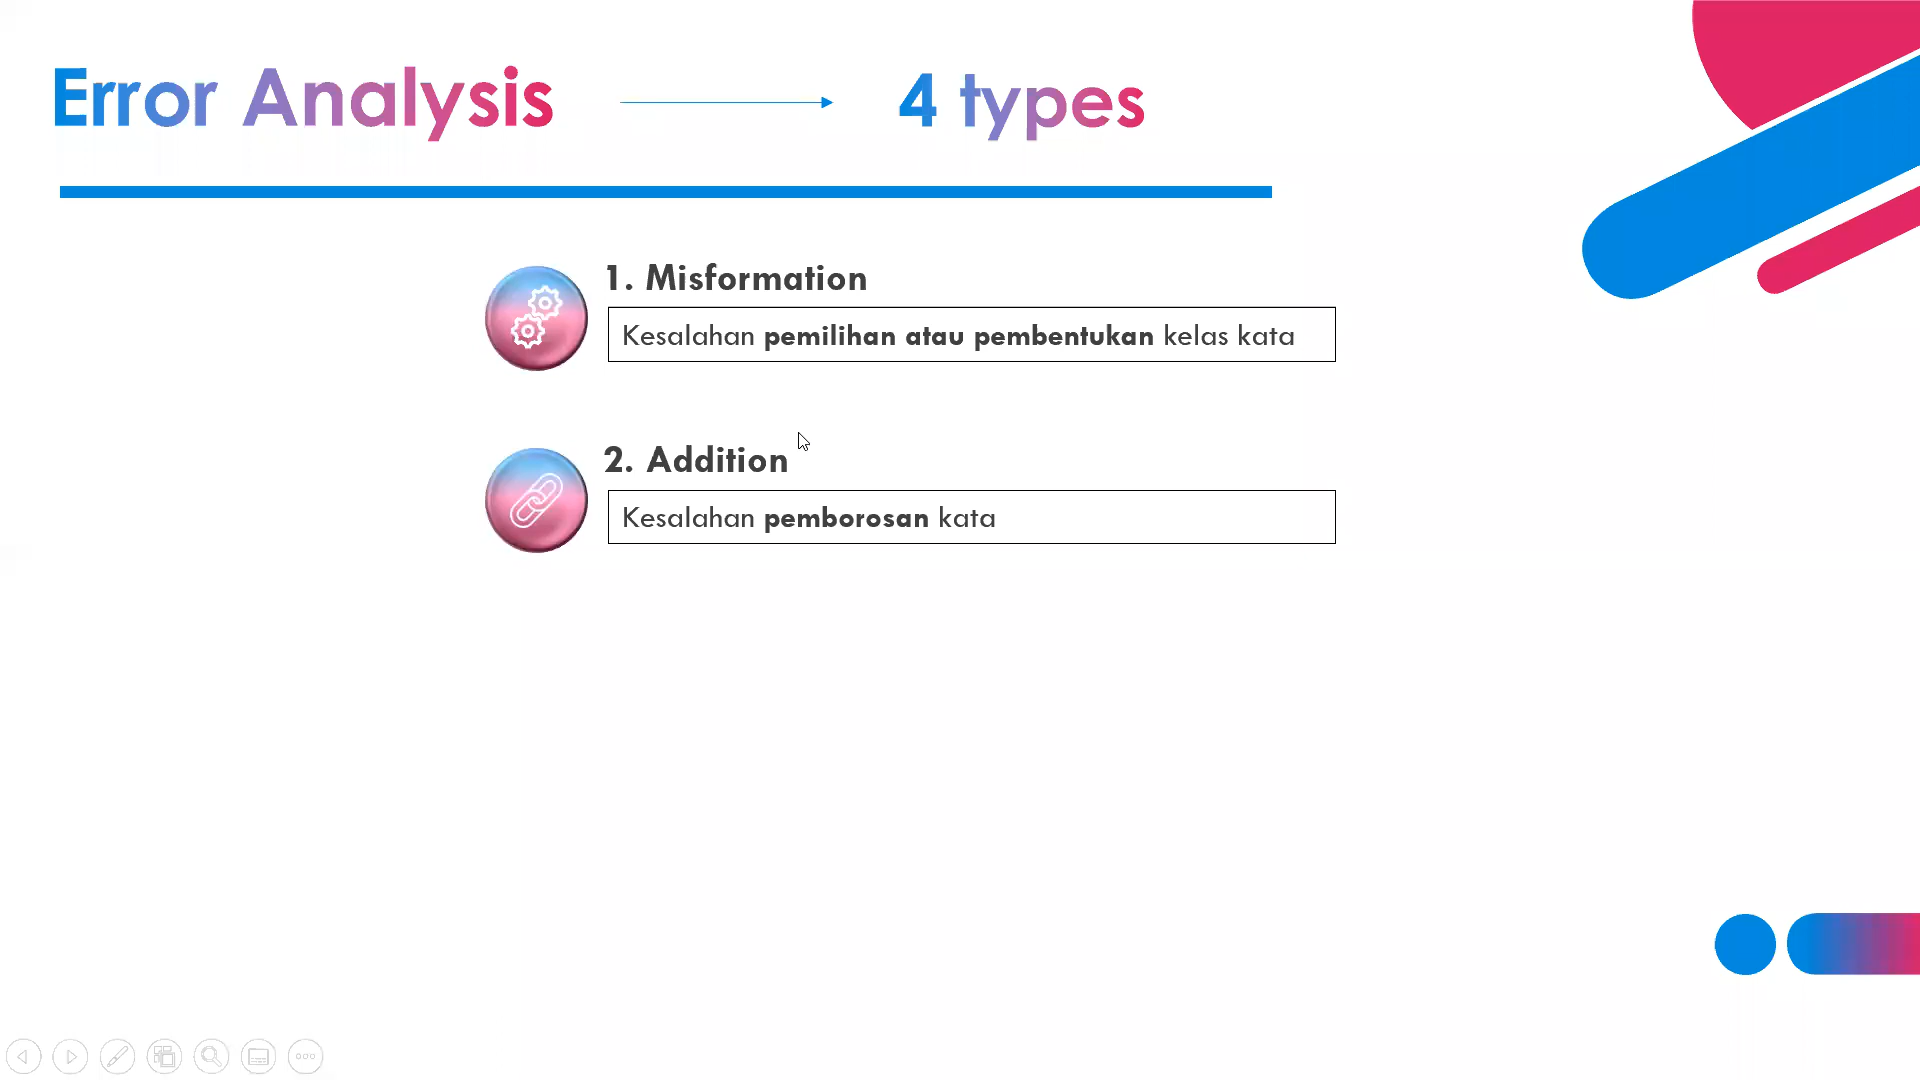 Error Analysis
4 types
1. Misformation
Kesalahan pemilihan atau pembentukan kelas kata
2. Addition
Kesalahan pemborosan kata